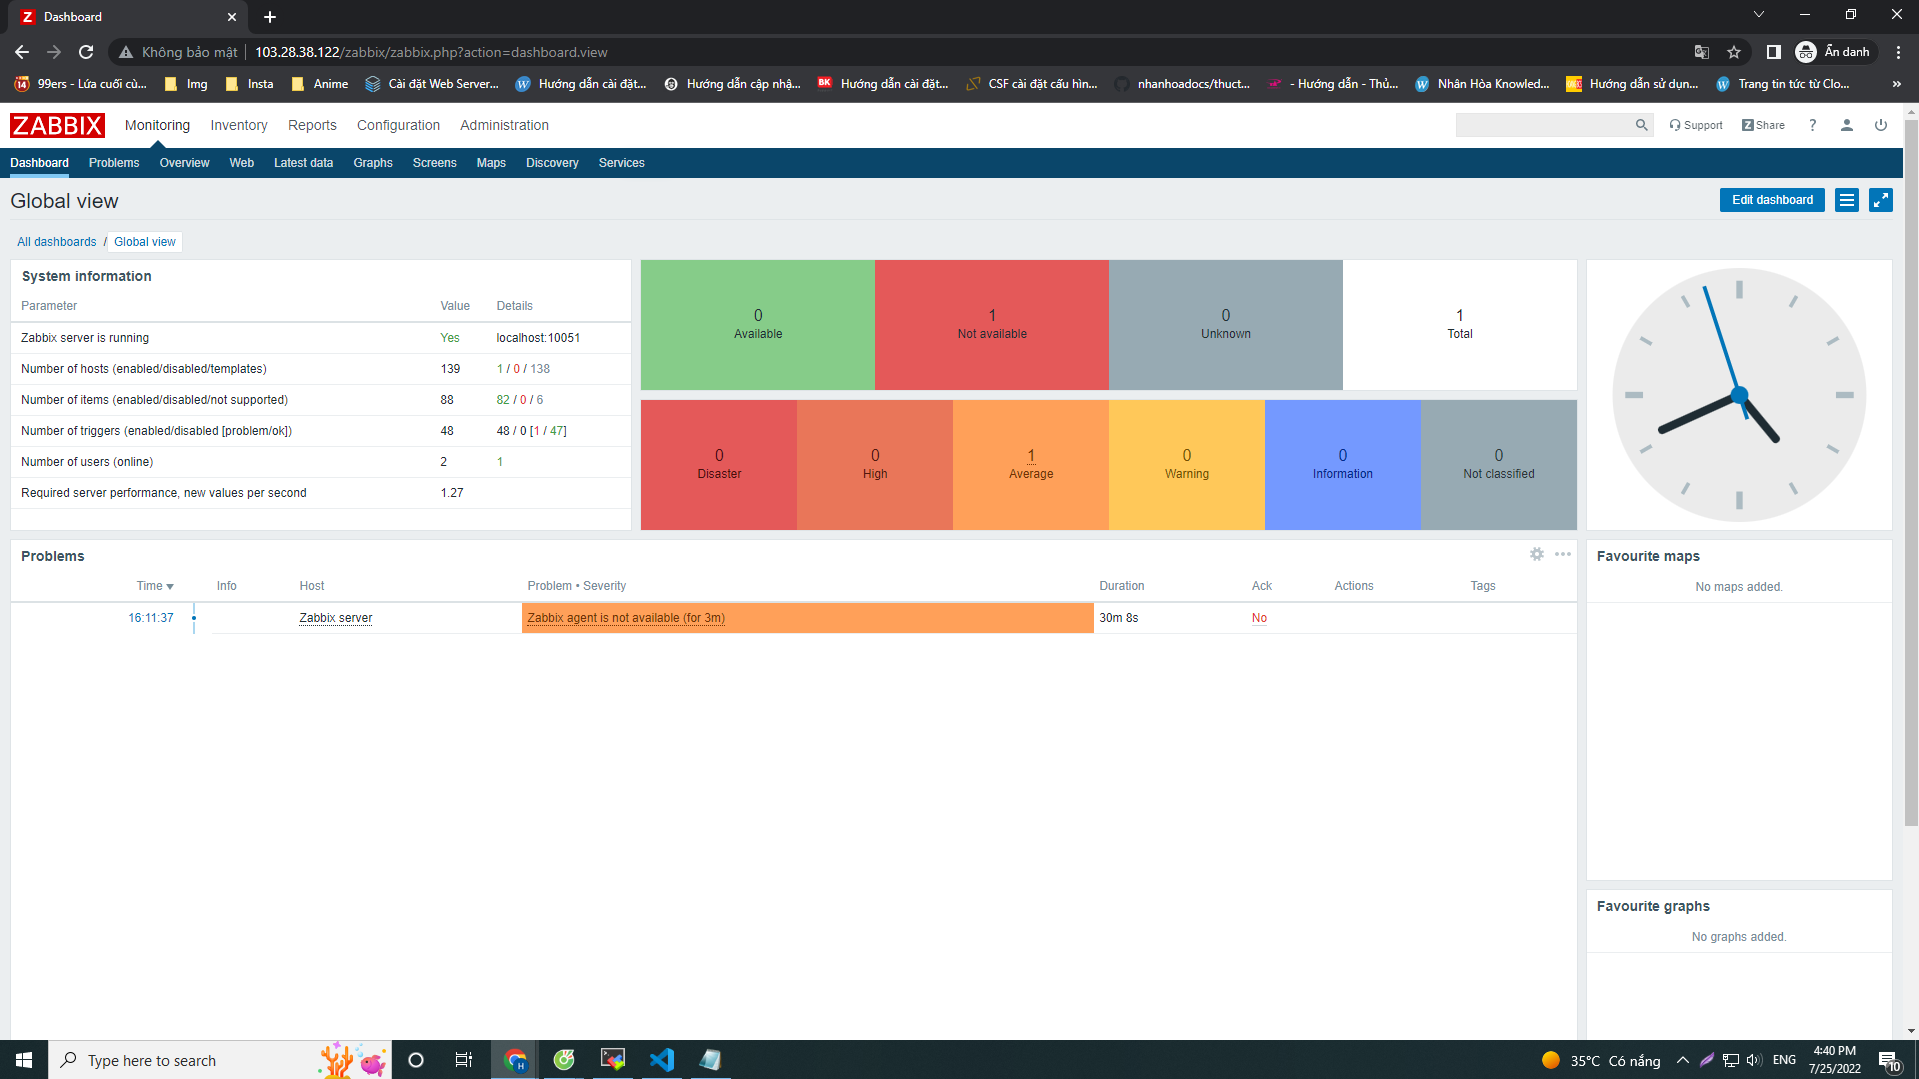 Dashboard
Không bảo mật 103.28.38.122/zabbix/zabbix.php?action=dashboard.view Ẩn danh
99ers - Lứa cuối cù... Img Insta Anime Cài đặt Web Server... Hướng dẫn cài đặt... Hướng dẫn cập nhậ... Hướng dẫn cài đặt... CSF cài đặt cấu hìn... nhanhoadocs/thuct... - Hướng dẫn - Thủ... Nhân Hòa Knowled... Hướng dẫn sử dụn... Trang tin tức từ Clo... »
ZABBIX Monitoring Inventory Reports Configuration Administration Support Z Share ?
Dashboard Problems Overview Web Latest data Graphs Screens Maps Discovery Services
Global view Edit dashboard
All dashboards / Global view
System information
Parameter Value Details
Zabbix server is running Yes localhost:10051
Number of hosts (enabled/disabled/templates) 139 1 / 0 / 138
Number of items (enabled/disabled/not supported) 88 82 / 0 / 6
Number of triggers (enabled/disabled [problem/ok]) 48 48 / 0 [1 / 47]
Number of users (online) 2 1
Required server performance, new values per second 1.27
0 1 0 1
Available Not available Unknown Total
0 0 1 0 0 0
Disaster High Average Warning Information Not classified
Problems
Time Info Host Problem • Severity Duration Ack Actions Tags
16:11:37 Zabbix server Zabbix agent is not available (for 3m) 30m 8s No
Favourite maps
No maps added.
Favourite graphs
No graphs added.
Type here to search 35°C Có nắng ENG 4:40 PM
7/25/2022 10